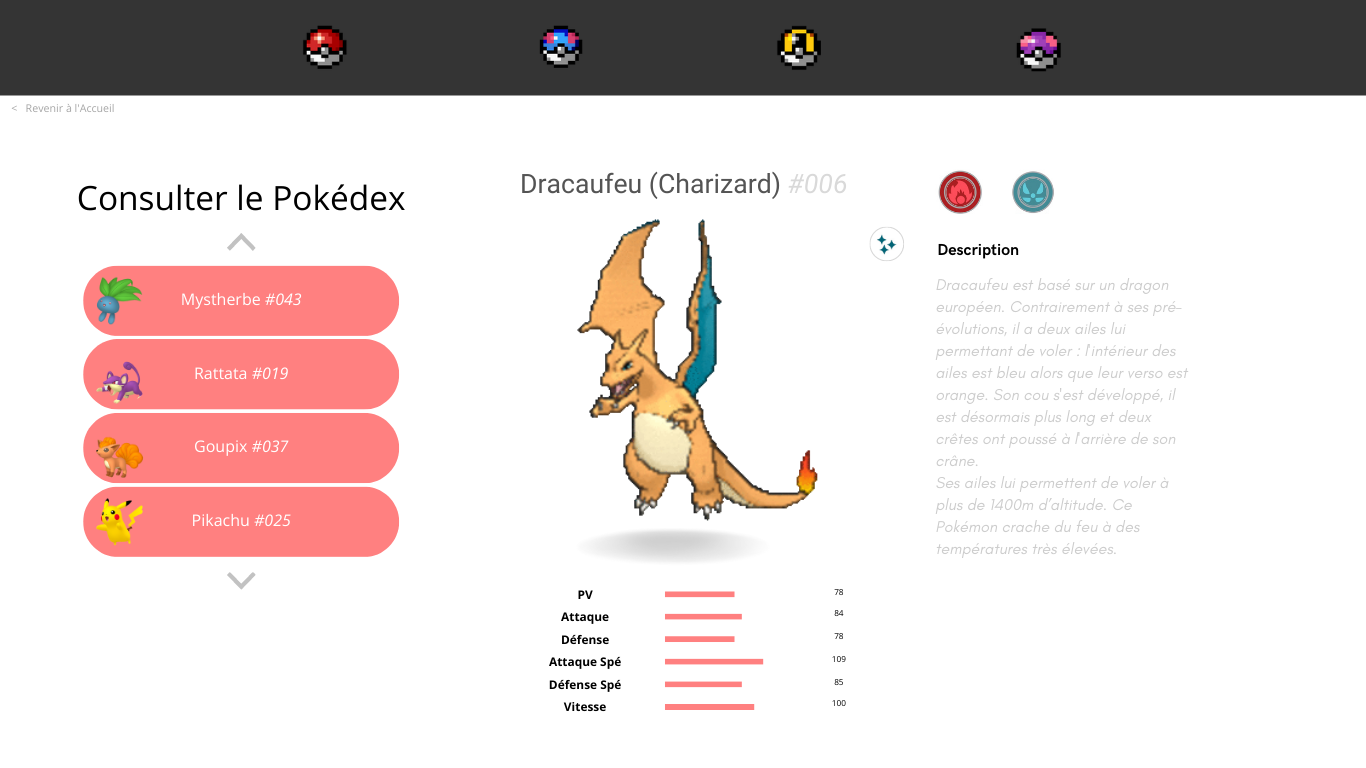 < Revenir à l'Accueil
Consulter le Pokédex
Mystherbe #043
Rattata #019
Goupix #037
Pikachu #025
Dracaufeu (Charizard) #006
PV 78
Attaque 84
Défense 78
Attaque Spé 109
Défense Spé 85
Vitesse 100
Description
Dracaufeu est basé sur un dragon
européen. Contrairement à ses pré-
évolutions, il a deux ailes lui
permettant de voler : l'intérieur des
ailes est bleu alors que leur verso est
orange. Son cou s'est développé, il
est désormais plus long et deux
crêtes ont poussé à l'arrière de son
crâne.
Ses ailes lui permettent de voler à
plus de 1400m d’altitude. Ce
Pokémon crache du feu à des
températures très élevées.